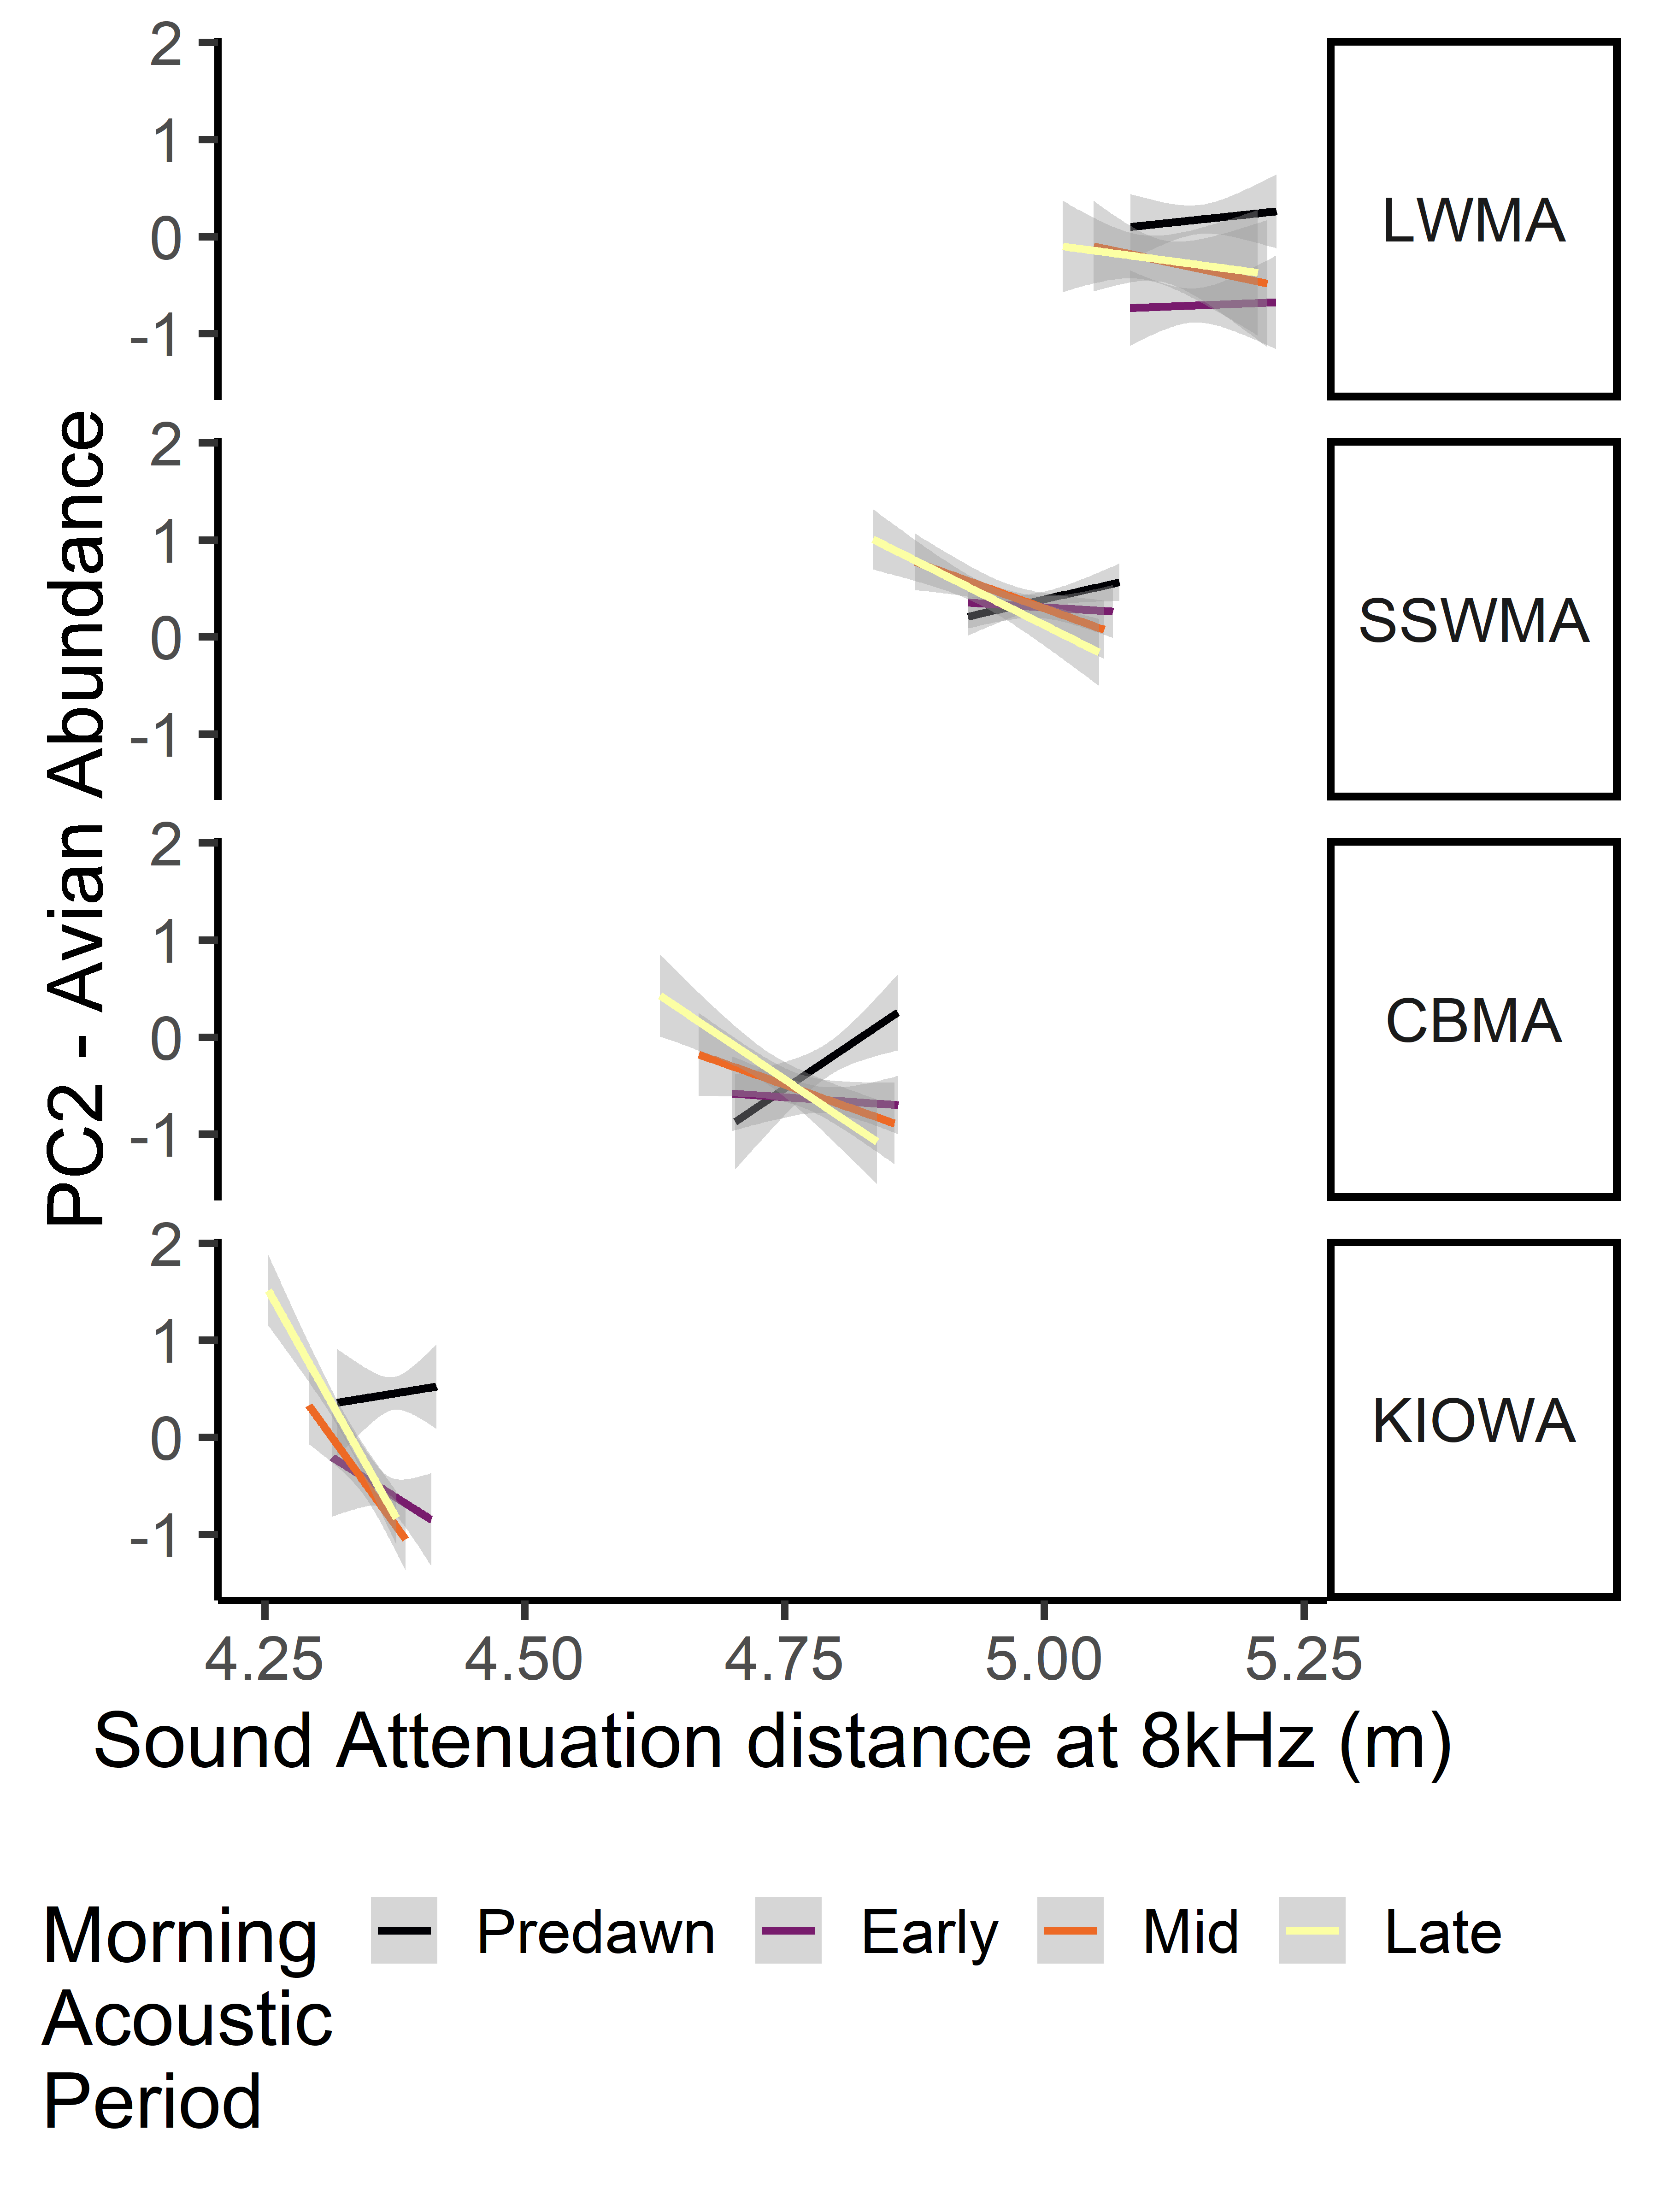 PC2 - Avian Abundance
2
1
0
-1
LWMA
2
1
0
-1
SSWMA
2
1
0
-1
CBMA
2
1
0
-1
KIOWA
4.25 4.50 4.75 5.00 5.25
Sound Attenuation distance at 8kHz (m)
Morning
Acoustic
Period
Predawn Early Mid Late